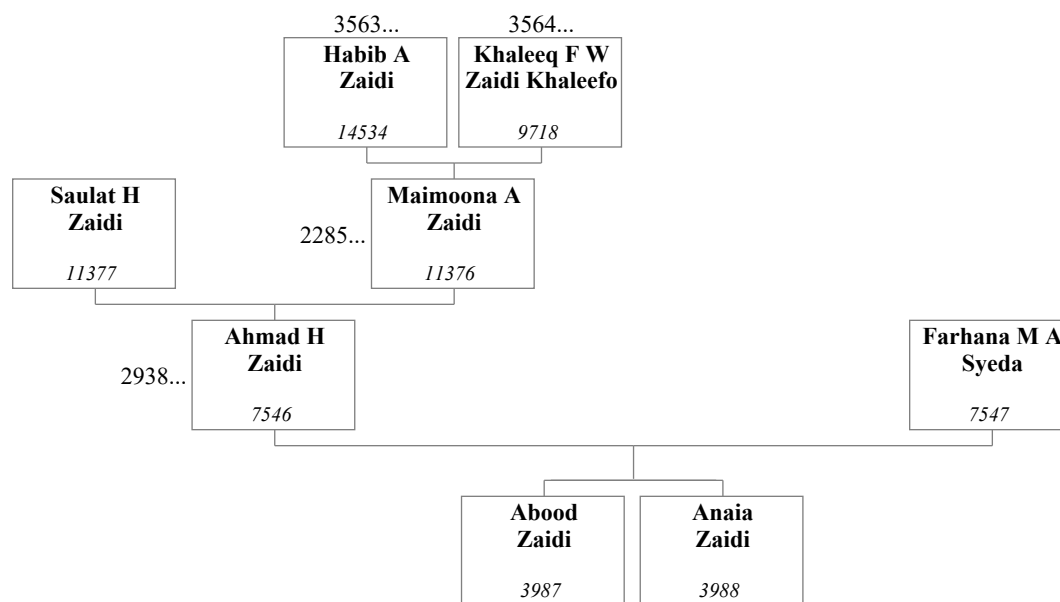 3563...
3564...
Habib A
Zaidi
14534
Khaleeq F W
Zaidi Khaleefo
9718
Saulat H
Zaidi
11377
2285...
Maimoona A
Zaidi
11376
2938...
Ahmad H
Zaidi
7546
Farhana M A
Syeda
7547
Abood
Zaidi
3987
Anaia
Zaidi
3988